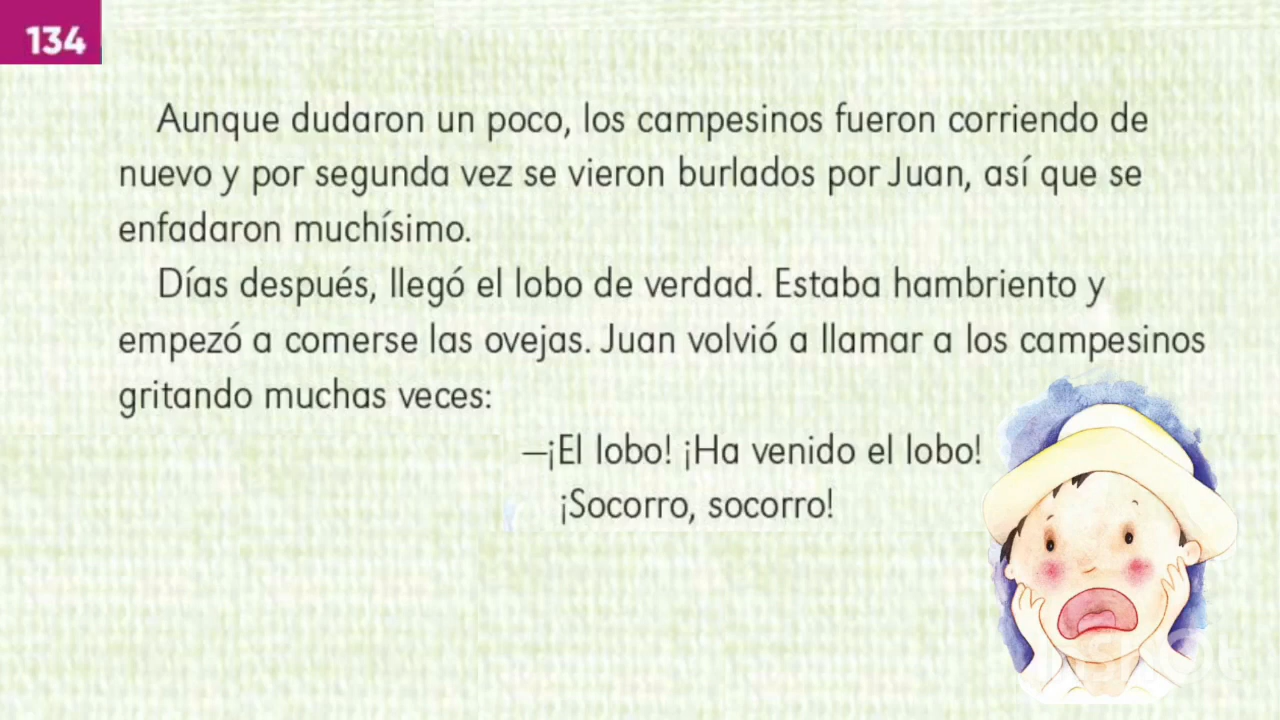 134
Aunque dudaron un poco, los campesinos fueron corriendo de
nuevo y por segunda vez se vieron burlados por Juan, así que se
enfadaron muchísimo.
Días después, llegó el lobo de verdad. Estaba hambriento y
empezó a comerse las ovejas. Juan volvió a llamar a los campesinos
gritando muchas veces:
—¡El lobo! ¡Ha venido el lobo!
¡Socorro, socorro!